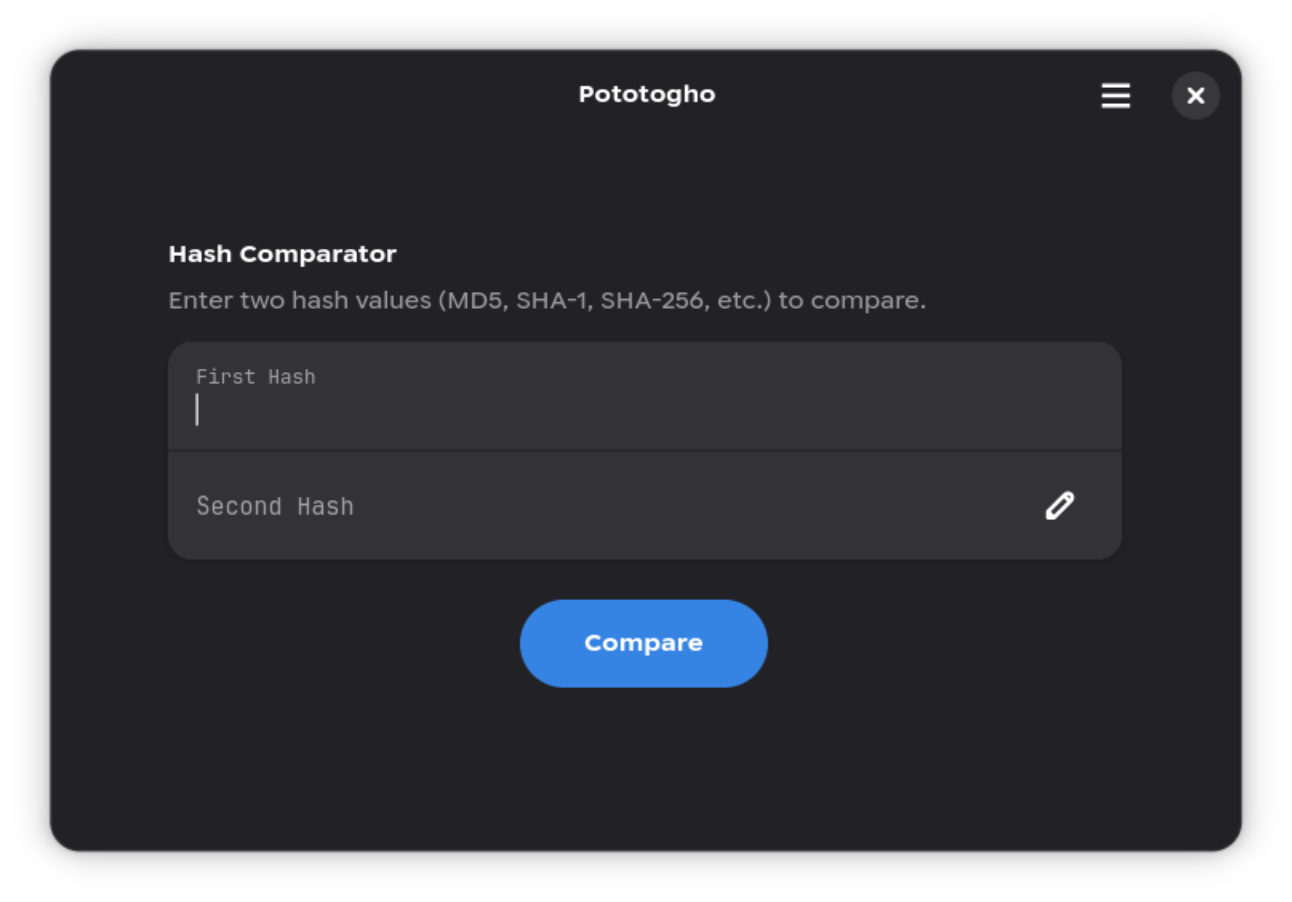 Pototogho
Hash Comparator
Enter two hash values (MD5, SHA-1, SHA-256, etc.) to compare.
First Hash
Second Hash
Compare